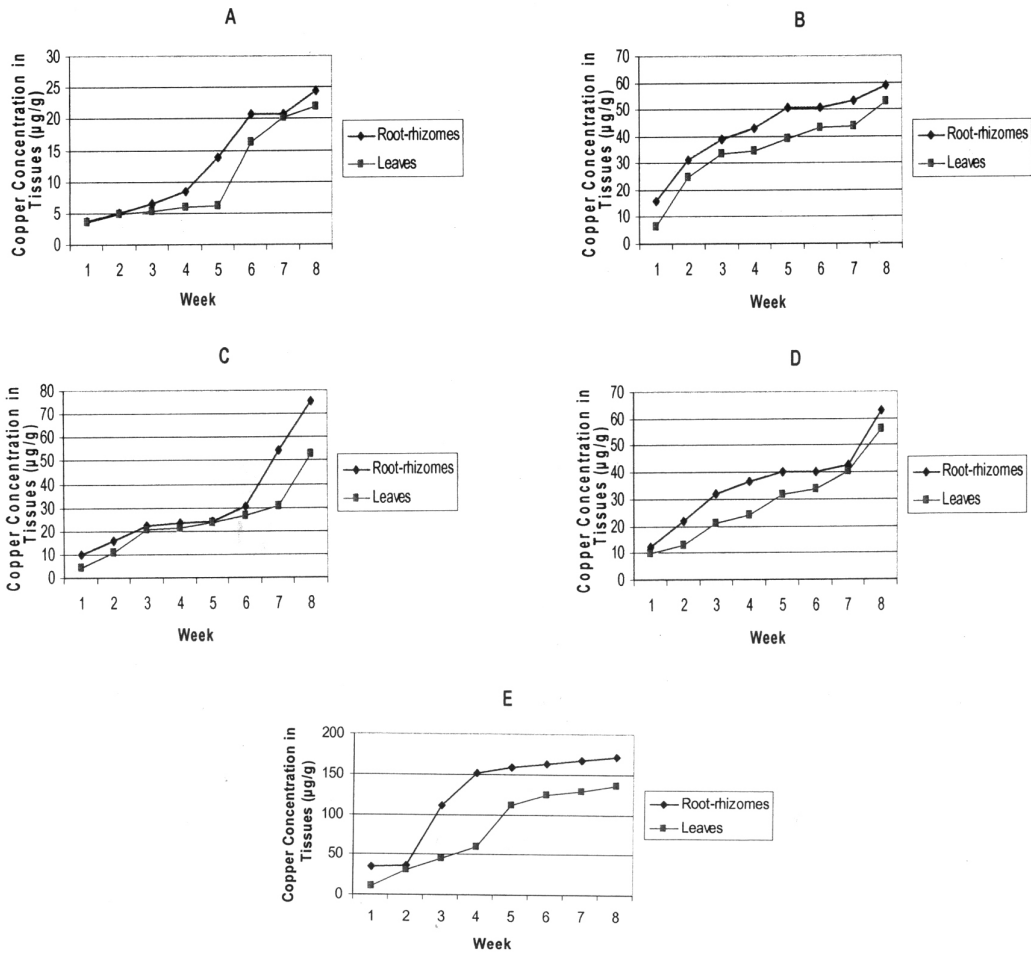 A
30
25
20
15
10
5
0
Copper Concentration in
Tissues (µg/g)
1 2 3 4 5 6 7 8
Week
Root-rhizomes
Leaves
B
70
60
50
40
30
20
10
0
Copper Concentration in
Tissues (µg/g)
1 2 3 4 5 6 7 8
Week
Root-rhizomes
Leaves
C
80
70
60
50
40
30
20
10
0
Copper Concentration in
Tissues (µg/g)
1 2 3 4 5 6 7 8
Week
Root-rhizomes
Leaves
D
70
60
50
40
30
20
10
0
Copper Concentration in
Tissues (µg/g)
1 2 3 4 5 6 7 8
Week
Root-rhizomes
Leaves
E
200
150
100
50
0
Copper Concentration in
Tissues (µg/g)
1 2 3 4 5 6 7 8
Week
Root-rhizomes
Leaves